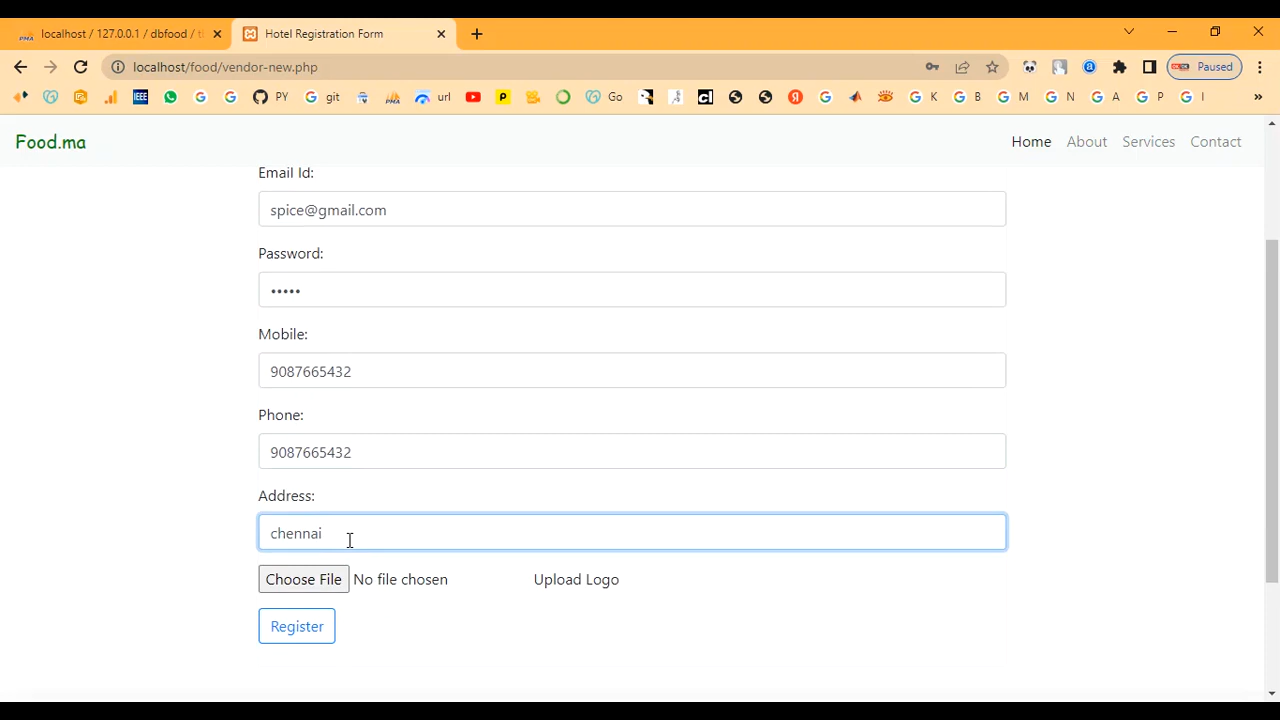 localhost / 127.0.0.1 / dbfood /
Hotel Registration Form
localhost/food/vendor-new.php
Paused
IEEE
PY
git
url
Go
K
B
M
N
A
P
I
Food.ma
Home
About
Services
Contact
Email Id:
spice@gmail.com
Password:
•••••
Mobile:
9087665432
Phone:
9087665432
Address:
chennai
Choose File No file chosen
Upload Logo
Register